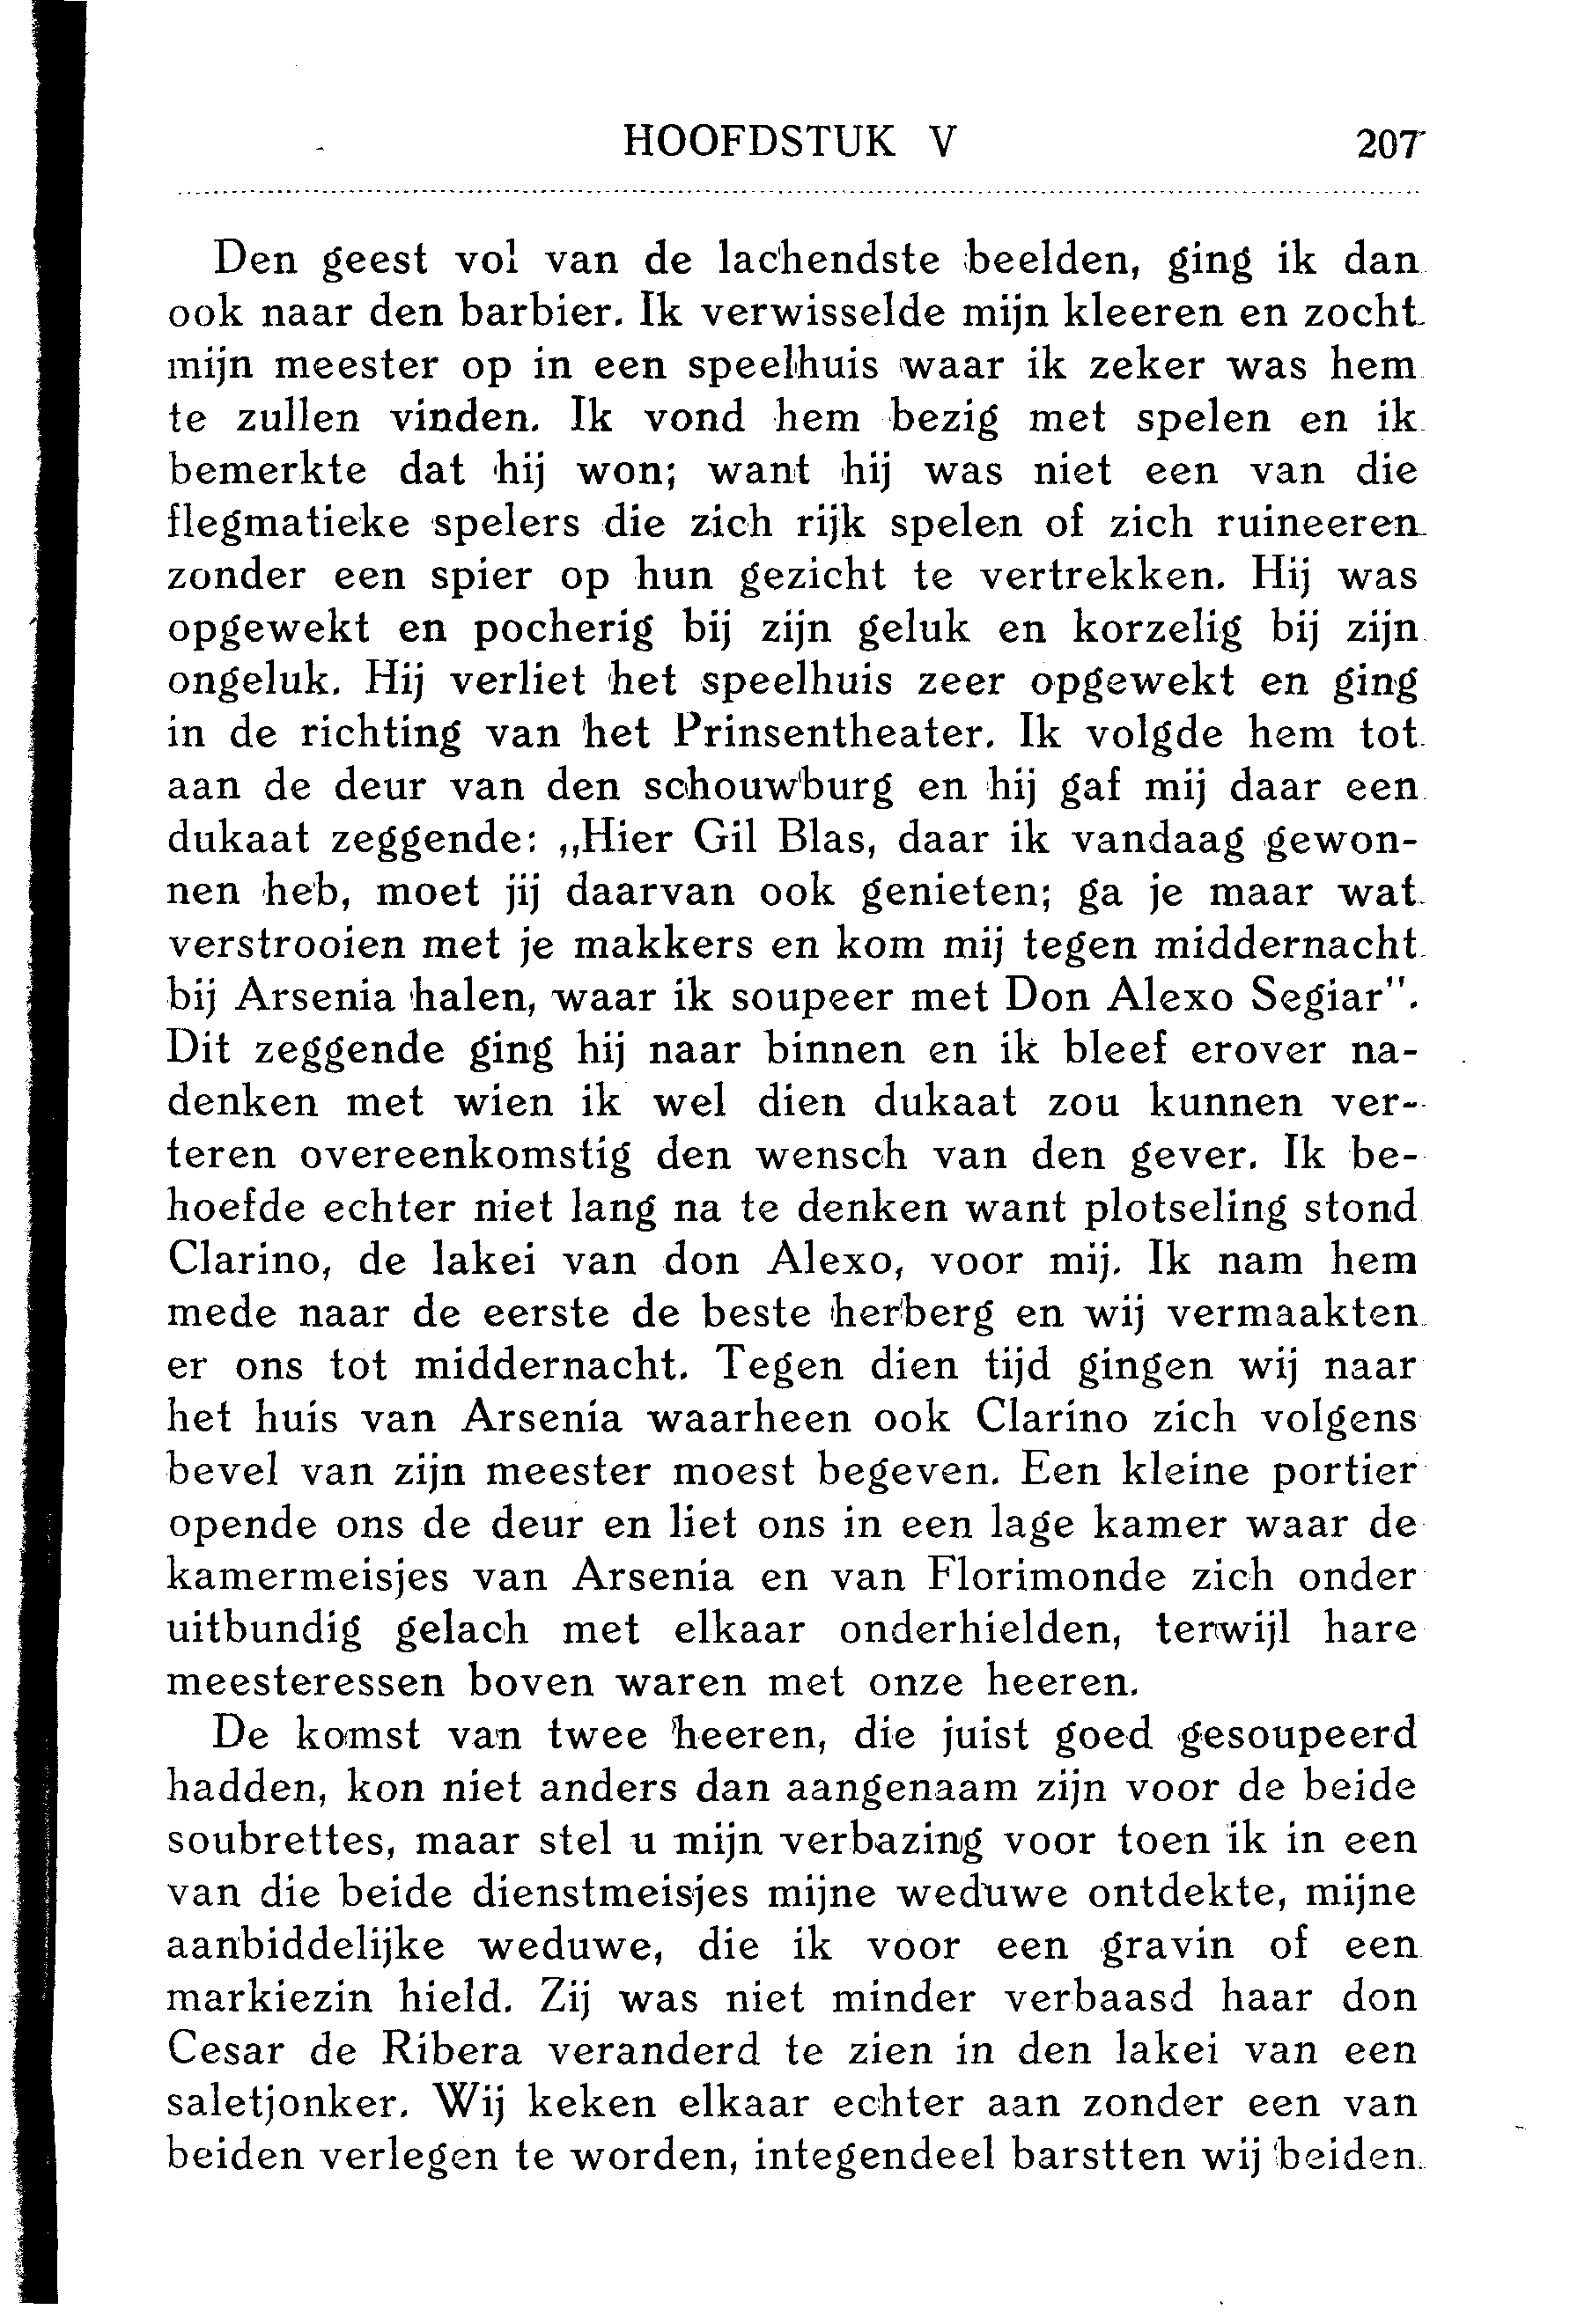 HOOFDSTUK V 207
Den geest vol van de lachendste beelden, ging ik dan
ook naar den barbier. Ik verwisselde mijn kleeren en zocht
mijn meester op in een speelhuis waar ik zeker was hem
te zullen vinden. Ik vond hem bezig met spelen en ik
bemerkte dat hij won; want hij was niet een van die
flegmatieke spelers die zich rijk spelen of zich ruineeren
zonder een spier op hun gezicht te vertrekken. Hij was
opgewekt en pocherig bij zijn geluk en korzelig bij zijn
ongeluk. Hij verliet het speelhuis zeer opgewekt en ging
in de richting van het Prinsentheater. Ik volgde hem tot
aan de deur van den schouwburg en hij gaf mij daar een
dukaat zeggende: „Hier Gil Blas, daar ik vandaag gewon-
nen heb, moet jij daarvan ook genieten; ga je maar wat
verstrooien met je makkers en kom mij tegen middernacht
bij Arsenia halen, waar ik soupeer met Don Alexo Segiar".
Dit zeggende ging hij naar binnen en ik bleef erover na-
denken met wien ik wel dien dukaat zou kunnen ver-
teren overeenkomstig den wensch van den gever. Ik be-
hoefde echter niet lang na te denken want plotseling stond
Clarino, de lakei van don Alexo, voor mij. Ik nam hem
mede naar de eerste de beste herberg en wij vermaakten
er ons tot middernacht. Tegen dien tijd gingen wij naar
het huis van Arsenia waarheen ook Clarino zich volgens
bevel van zijn meester moest begeven. Een kleine portier
opende ons de deur en liet ons in een lage kamer waar de
kamermeisjes van Arsenia en van Florimonde zich onder
uitbundig gelach met elkaar onderhielden, terwijl hare
meesteressen boven waren met onze heeren.
De komst van twee heeren, die juist goed gesoupeerd
hadden, kon niet anders dan aangenaam zijn voor de beide
soubrettes, maar stel u mijn verbazing voor toen ik in een
van die beide dienstmeisjes mijne weduwe ontdekte, mijne
aanbiddelijke weduwe, die ik voor een gravin of een
markiezin hield. Zij was niet minder verbaasd haar don
Cesar de Ribera veranderd te zien in den lakei van een
saletjonker. Wij keken elkaar echter aan zonder een van
beiden verlegen te worden, integendeel barstten wij beiden